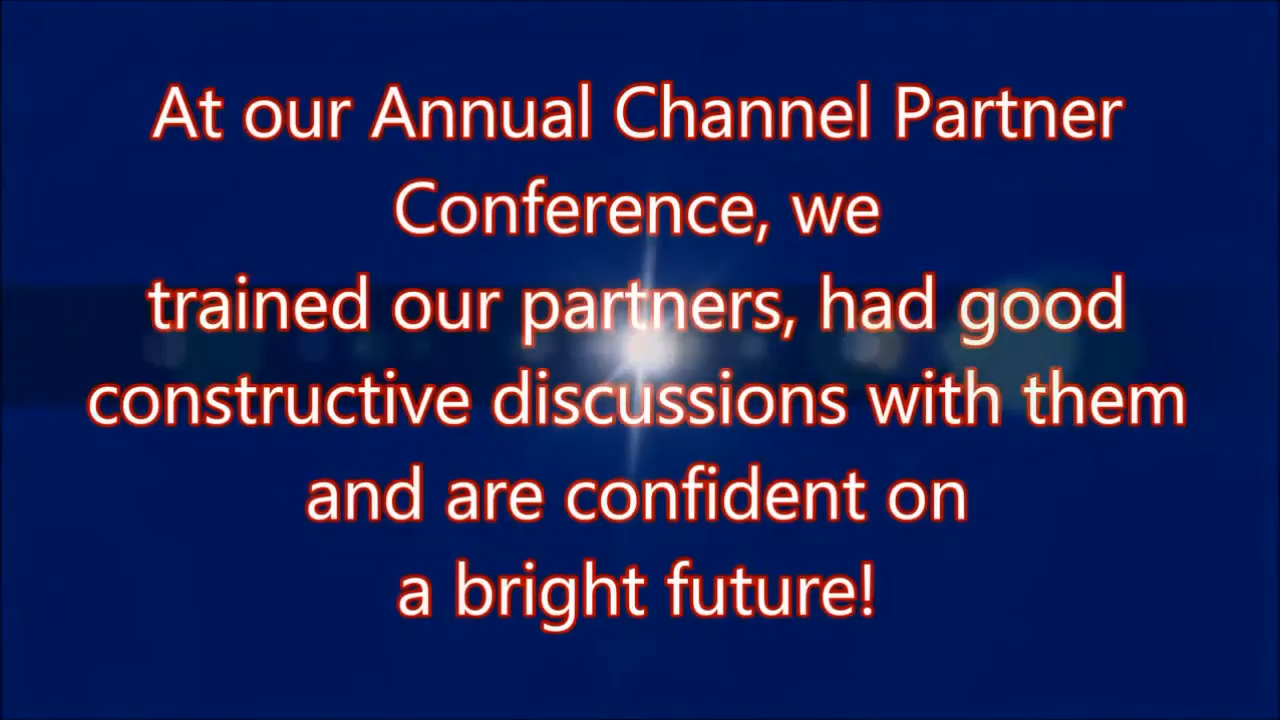 At our Annual Channel Partner
Conference, we
trained our partners, had good
constructive discussions with them
and are confident on
a bright future!